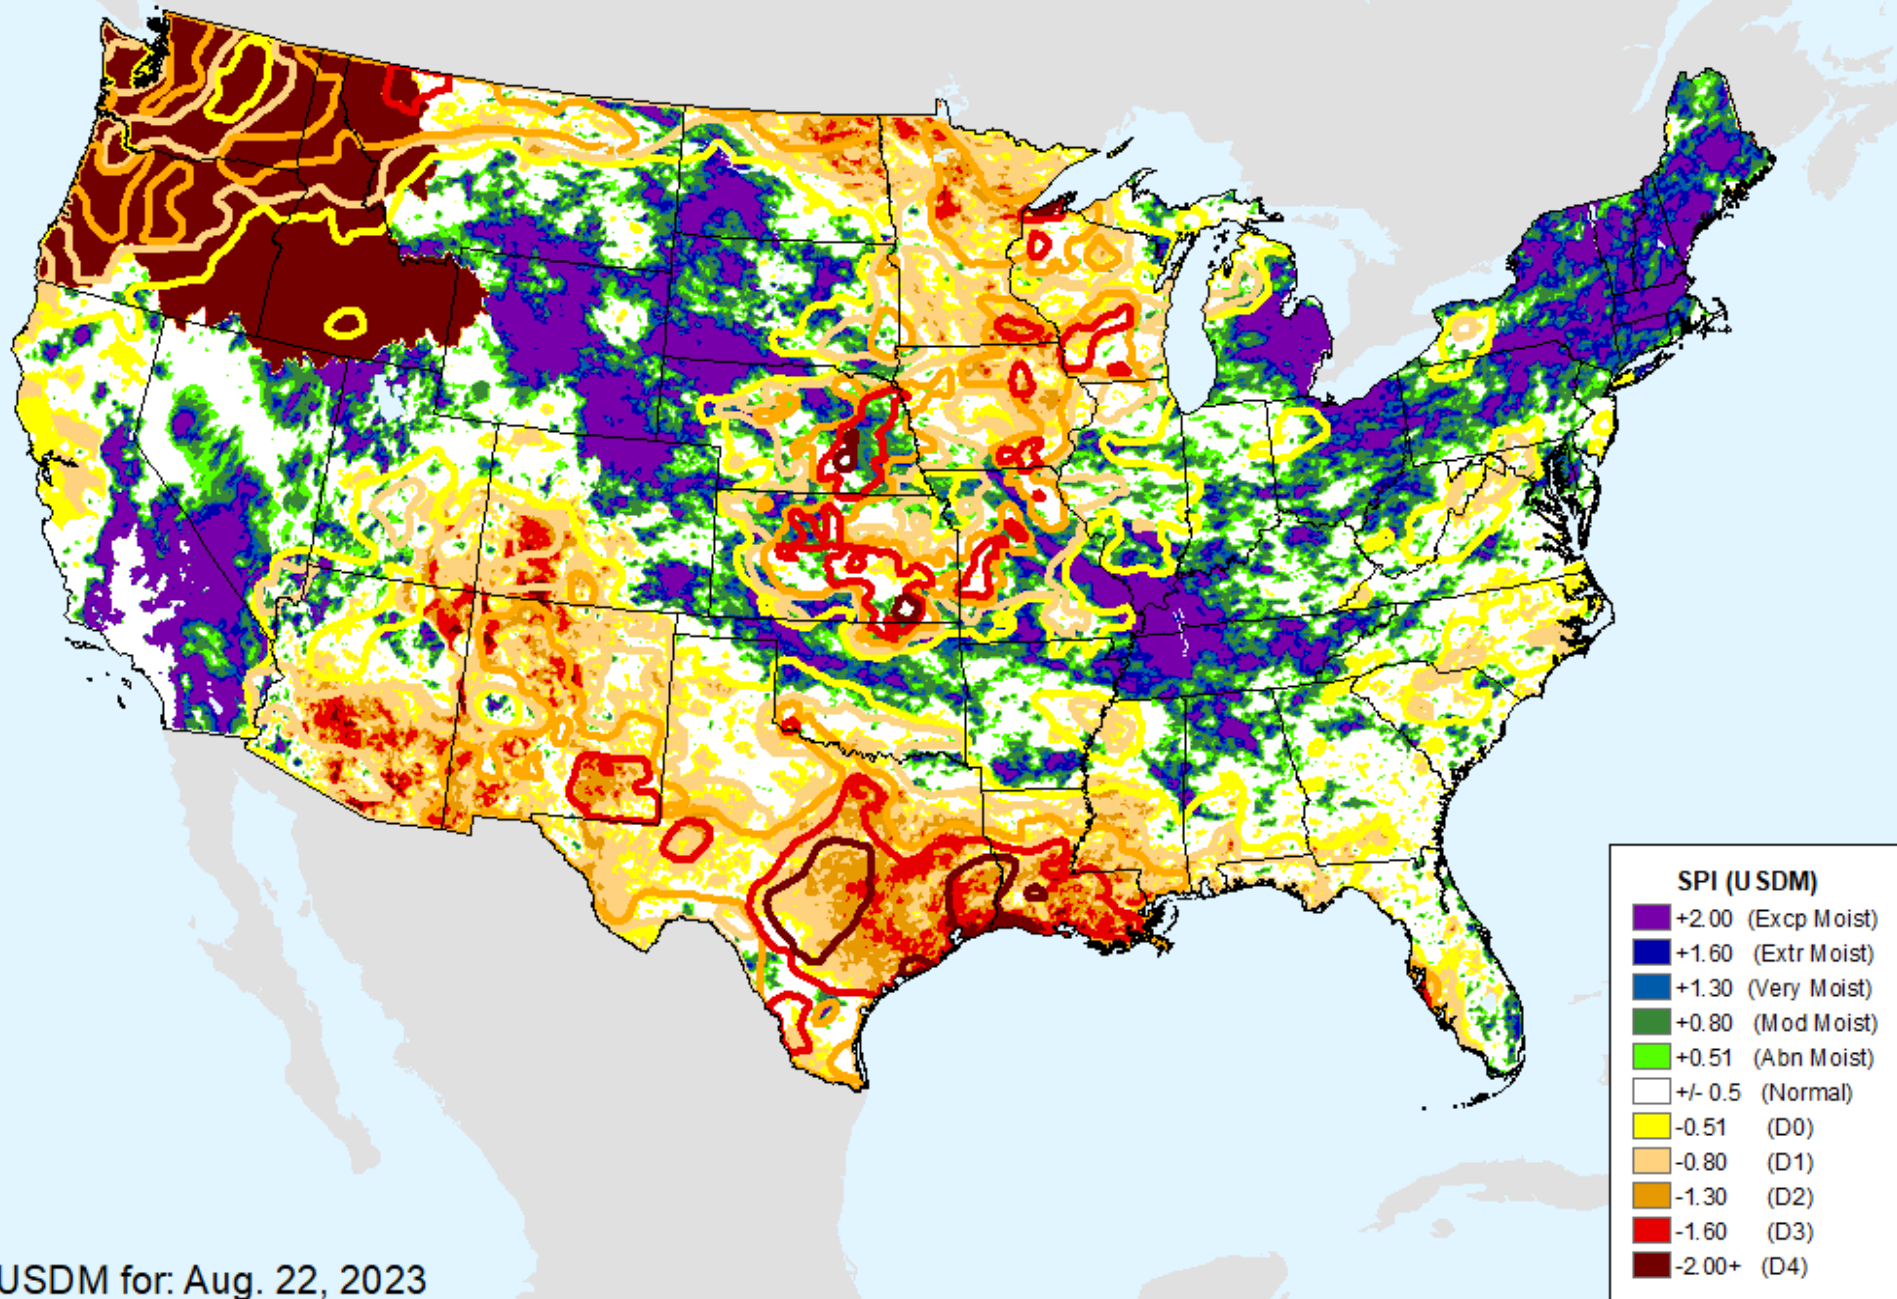 SPI (USDM)
+2.00 (Excp Moist)
+1.60 (Extr Moist)
+1.30 (Very Moist)
+0.80 (Mod Moist)
+0.51 (Abn Moist)
+/- 0.5 (Normal)
-0.51 (D0)
-0.80 (D1)
-1.30 (D2)
-1.60 (D3)
-2.00+ (D4)
USDM for: Aug. 22, 2023